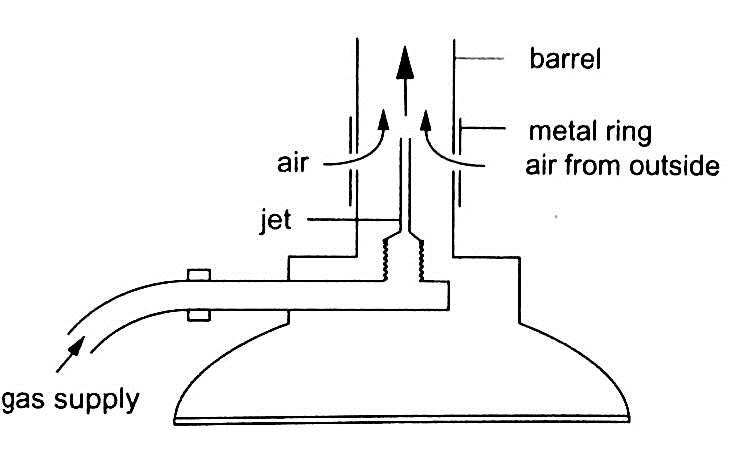 barrel
metal ring
air
air from outside
jet
gas supply